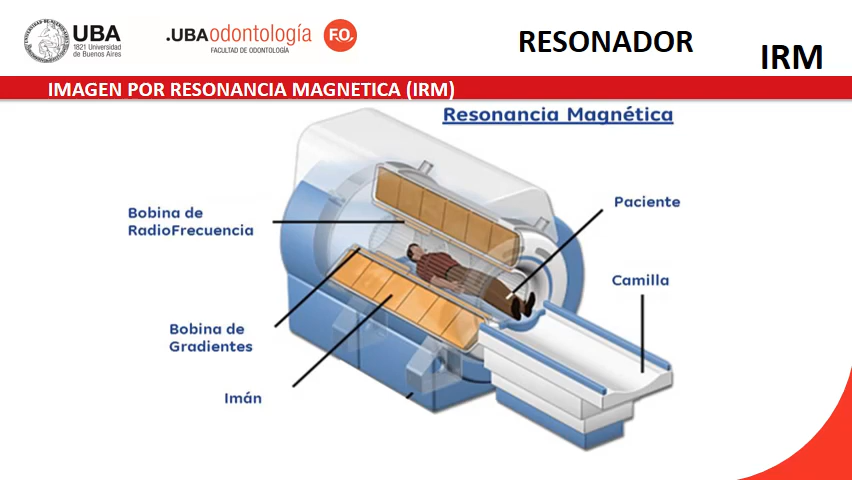 UBA
1821 Universidad
de Buenos Aires
.UBAodontología
FACULTAD DE ODONTOLOGÍA
F.O.
RESONADOR
IRM
IMAGEN POR RESONANCIA MAGNETICA (IRM)
Resonancia Magnética
Bobina de
RadioFrecuencia
Paciente
Camilla
Bobina de
Gradientes
Imán